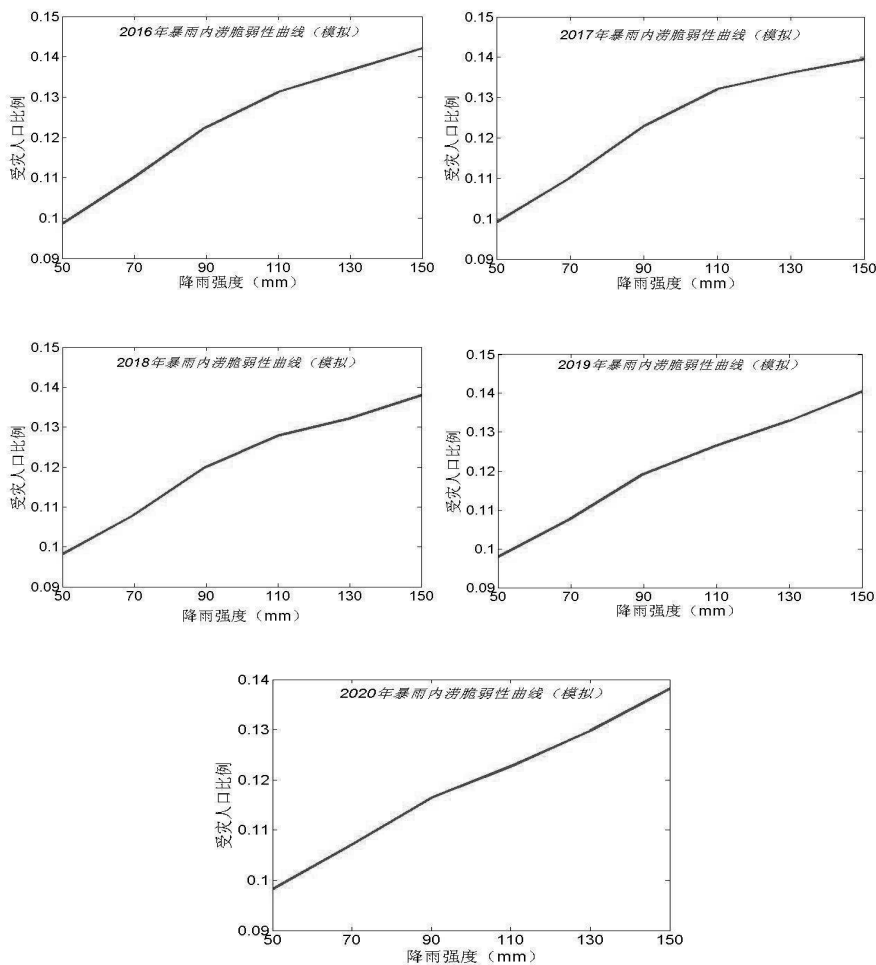 2016年暴雨内涝脆弱性曲线（模拟）
0.15
0.14
0.13
0.12
0.11
0.1
0.09
受灾人口比例
50 70 90 110 130 150
降雨强度（mm）
2017年暴雨内涝脆弱性曲线（模拟）
0.15
0.14
0.13
0.12
0.11
0.1
0.09
受灾人口比例
50 70 90 110 130 150
降雨强度（mm）
2018年暴雨内涝脆弱性曲线（模拟）
0.15
0.14
0.13
0.12
0.11
0.1
0.09
受灾人口比例
50 70 90 110 130 150
降雨强度（mm）
2019年暴雨内涝脆弱性曲线（模拟）
0.15
0.14
0.13
0.12
0.11
0.1
0.09
受灾人口比例
50 70 90 110 130 150
降雨强度（mm）
2020年暴雨内涝脆弱性曲线（模拟）
0.14
0.13
0.12
0.11
0.1
0.09
受灾人口比例
50 70 90 110 130 150
降雨强度（mm）